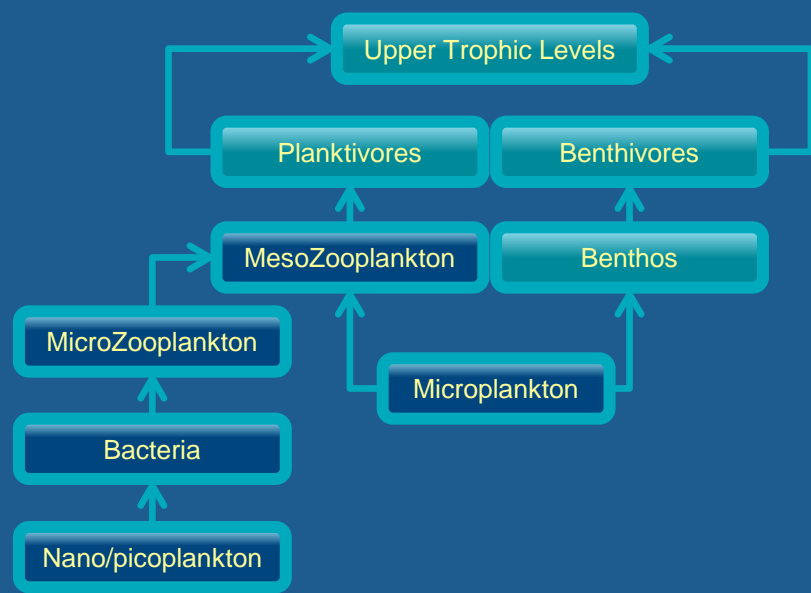 Upper Trophic Levels
Planktivores
Benthivores
MesoZooplankton
Benthos
MicroZooplankton
Microplankton
Bacteria
Nano/picoplankton